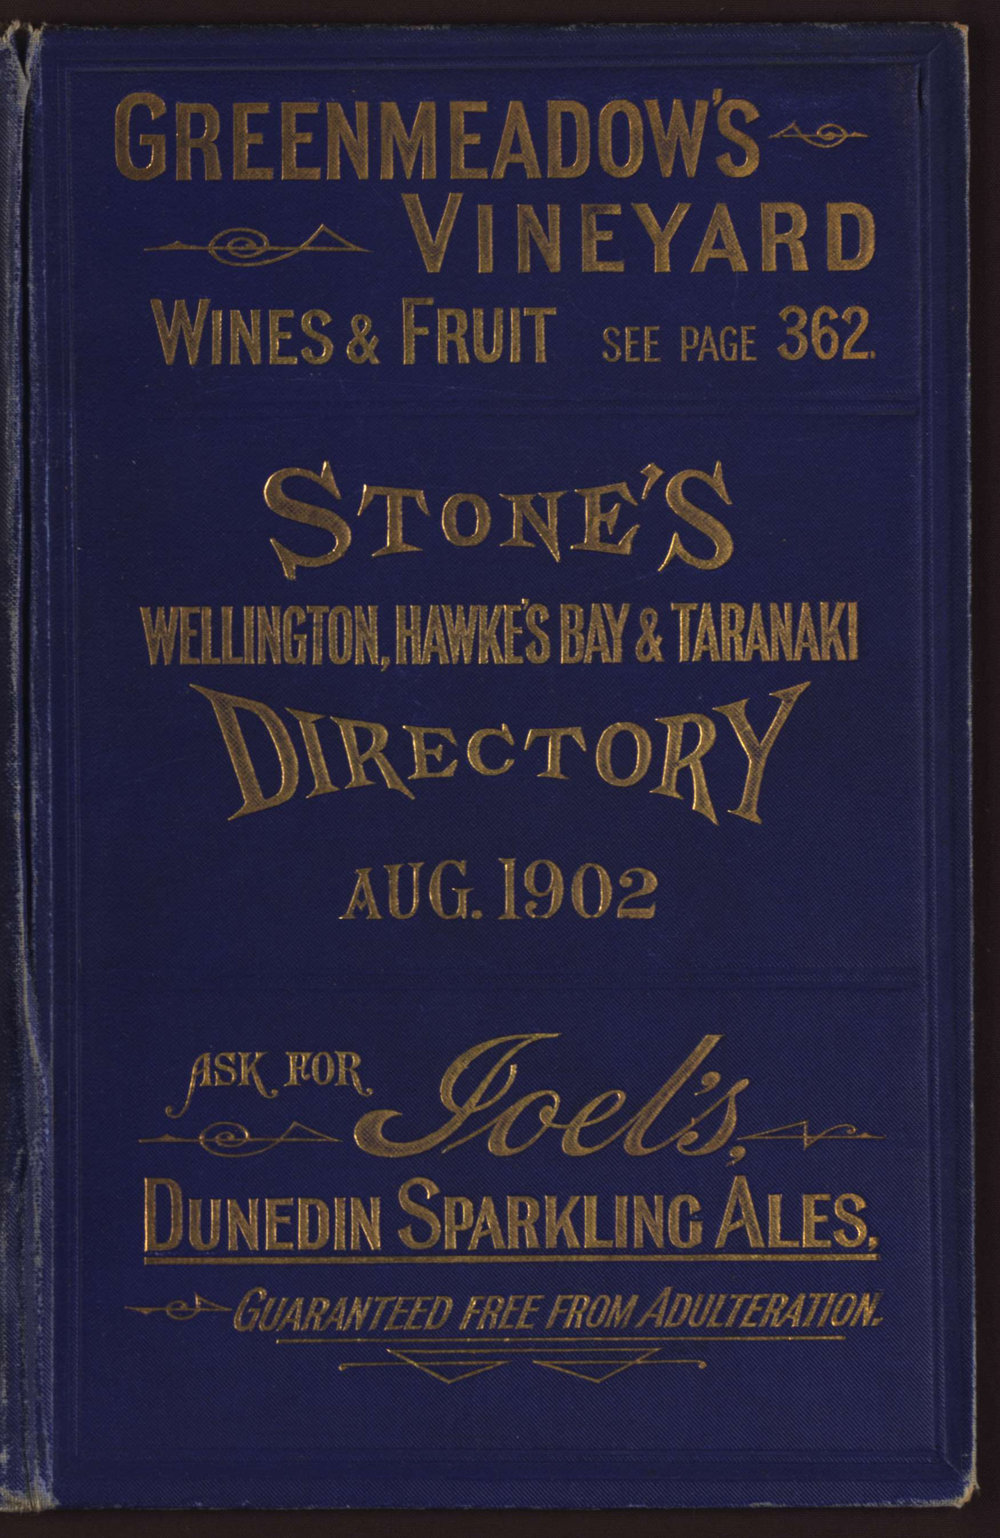 GREENMEADOW'S
VINEYARD
WINES & FRUIT SEE PAGE 362.
STONE'S
WELLINGTON, HAWKE'S BAY & TARANAKI
DIRECTORY
AUG. 1902
ASK FOR Joel's,
DUNEDIN SPARKLING ALES,
GUARANTEED FREE FROM ADULTERATION.